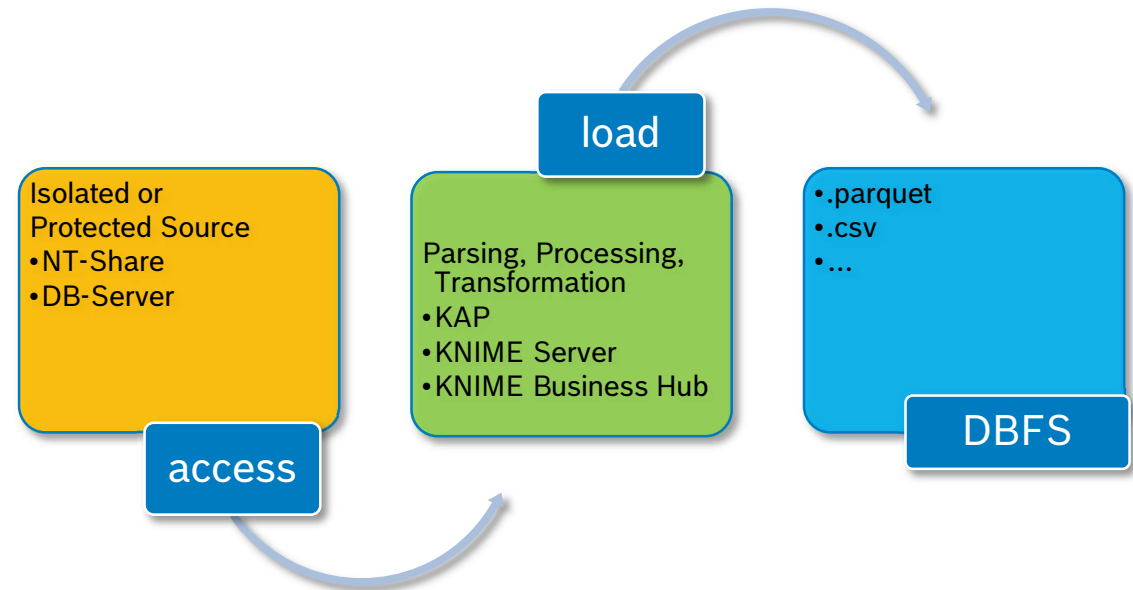 Isolated or
Protected Source
•NT-Share
•DB-Server
access
load
Parsing, Processing,
Transformation
•KAP
•KNIME Server
•KNIME Business Hub
•.parquet
•.csv
•...
DBFS